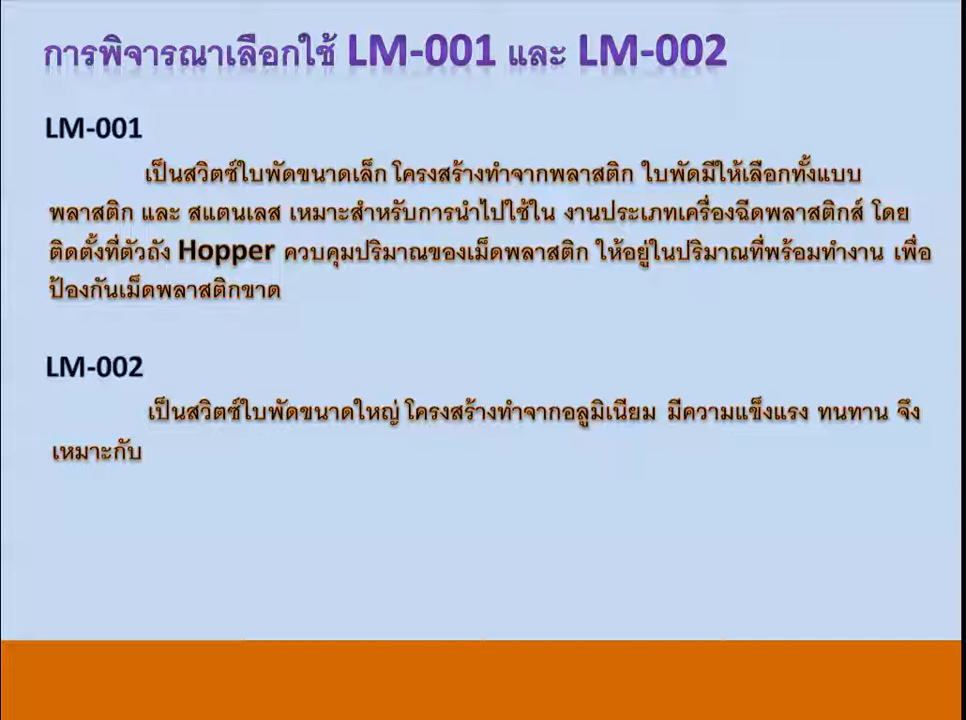 การพิจารณาเลือกใช้ LM-001 และ LM-002
LM-001
เป็นสวิตซ์ใบพัดขนาดเล็ก โครงสร้างทำจากพลาสติก ใบพัดมีให้เลือกทั้งแบบ
พลาสติก และ สแตนเลส เหมาะสำหรับการนำไปใช้ใน งานประเภทเครื่องฉีดพลาสติกส์ โดย
ติดตั้งที่ตัวถัง Hopper ควบคุมปริมาณของเม็ดพลาสติก ให้อยู่ในปริมาณที่พร้อมทำงาน เพื่อ
ป้องกันเม็ดพลาสติกขาด
LM-002
เป็นสวิตซ์ใบพัดขนาดใหญ่ โครงสร้างทำจากอลูมิเนียม มีความแข็งแรง ทนทาน จึง
เหมาะกับ